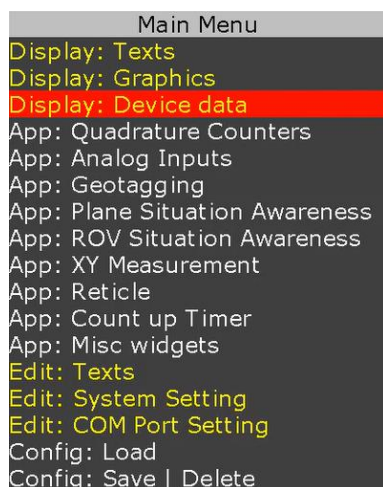 Main Menu
Display: Texts
Display: Graphics
Display: Device data
App: Quadrature Counters
App: Analog Inputs
App: Geotagging
App: Plane Situation Awareness
App: ROV Situation Awareness
App: XY Measurement
App: Reticle
App: Count up Timer
App: Misc widgets
Edit: Texts
Edit: System Setting
Edit: COM Port Setting
Config: Load
Config: Save | Delete